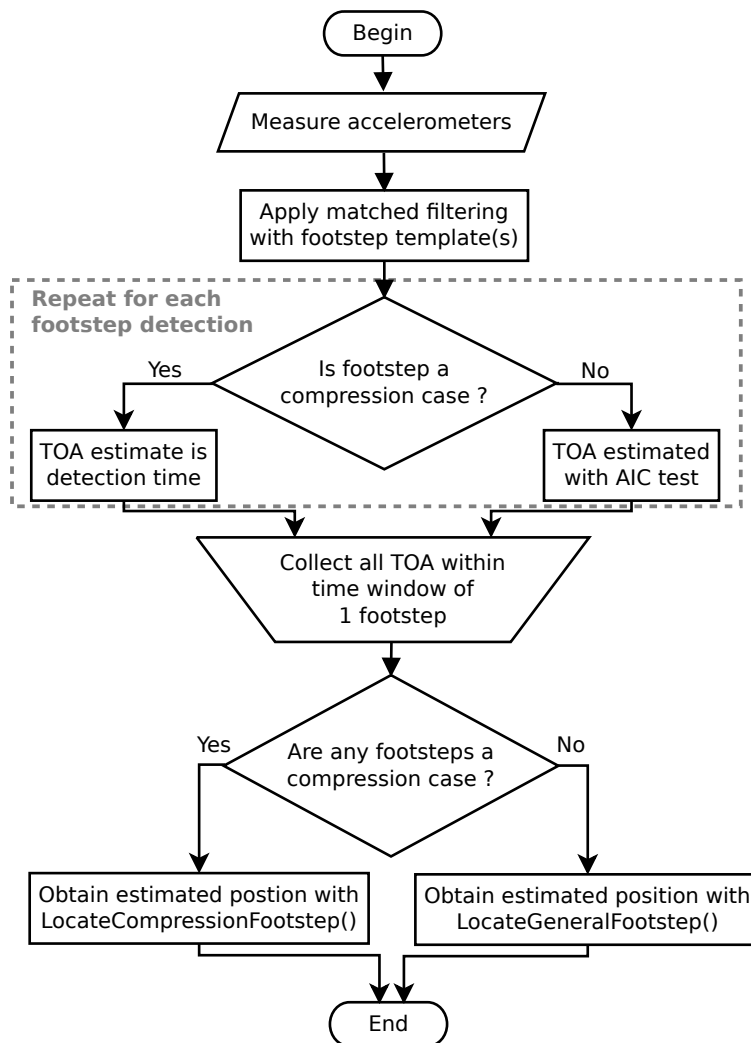 Begin
Measure accelerometers
Apply matched filtering
with footstep template(s)
Repeat for each
footstep detection
Is footstep a
compression case ?
Yes
No
TOA estimate is
detection time
TOA estimated
with AIC test
Collect all TOA within
time window of
1 footstep
Are any footsteps a
compression case ?
Yes
No
Obtain estimated postion with
LocateCompressionFootstep()
Obtain estimated position with
LocateGeneralFootstep()
End